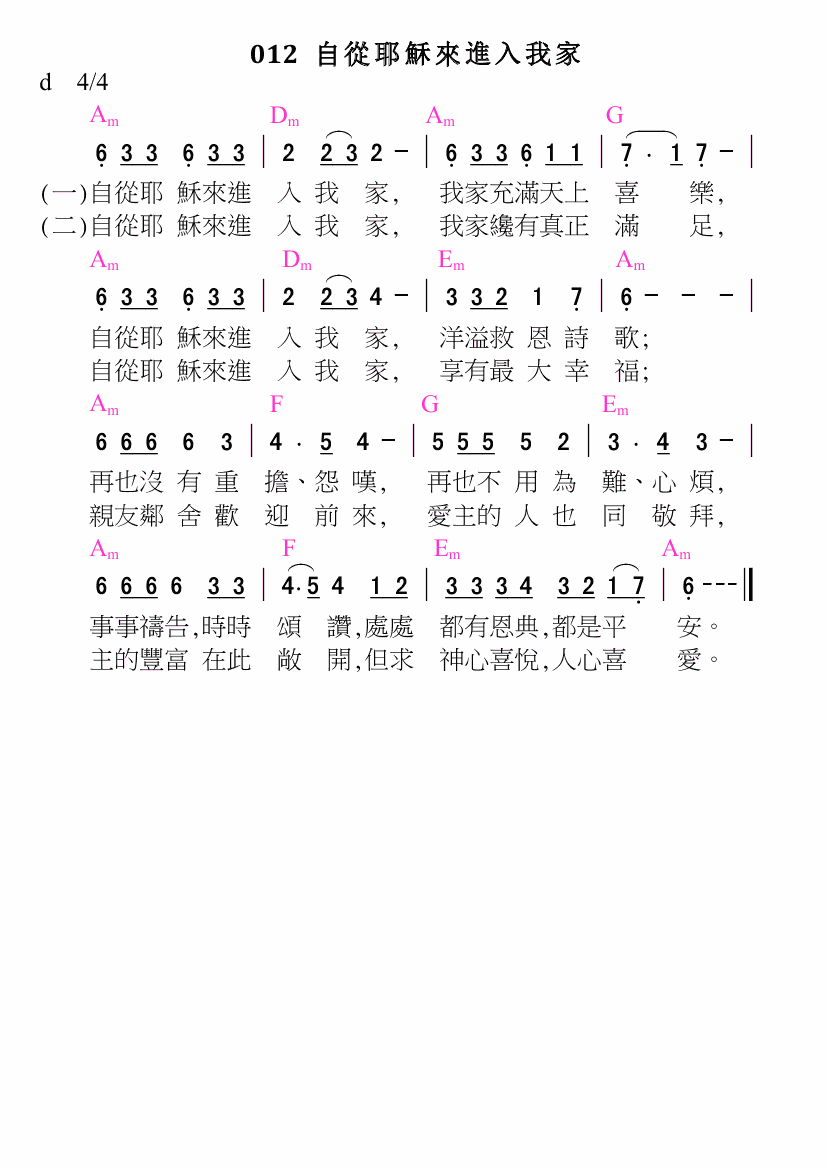 012 自從耶穌來進入我家
d 4/4
Am Dm Am G
6 3 3 6 3 3 | 2 2 3 2 - | 6 3 3 6 1 1 | 7 · 1 7 - |
(一)自從耶 穌來進 入 我 家, 我家充滿天上 喜 樂,
(二)自從耶 穌來進 入 我 家, 我家纔有真正 滿 足,
Am Dm Em Am
6 3 3 6 3 3 | 2 2 3 4 - | 3 3 2 1 7 | 6 - - - |
自從耶 穌來進 入 我 家, 洋溢救 恩 詩 歌;
自從耶 穌來進 入 我 家, 享有最 大 幸 福;
Am F G Em
6 6 6 6 3 | 4 · 5 4 - | 5 5 5 5 2 | 3 · 4 3 - |
再也沒 有 重 擔、怨 嘆, 再也不 用 為 難、心 煩,
親友鄰 舍 歡 迎 前 來, 愛主的 人 也 同 敬 拜,
Am F Em Am
6 6 6 6 3 3 | 4· 5 4 1 2 | 3 3 3 4 3 2 1 7 | 6 - - - ‖
事事禱告,時時 頌 讚,處處 都有恩典,都是平 安。
主的豐富 在此 敞 開,但求 神心喜悅,人心喜 愛。